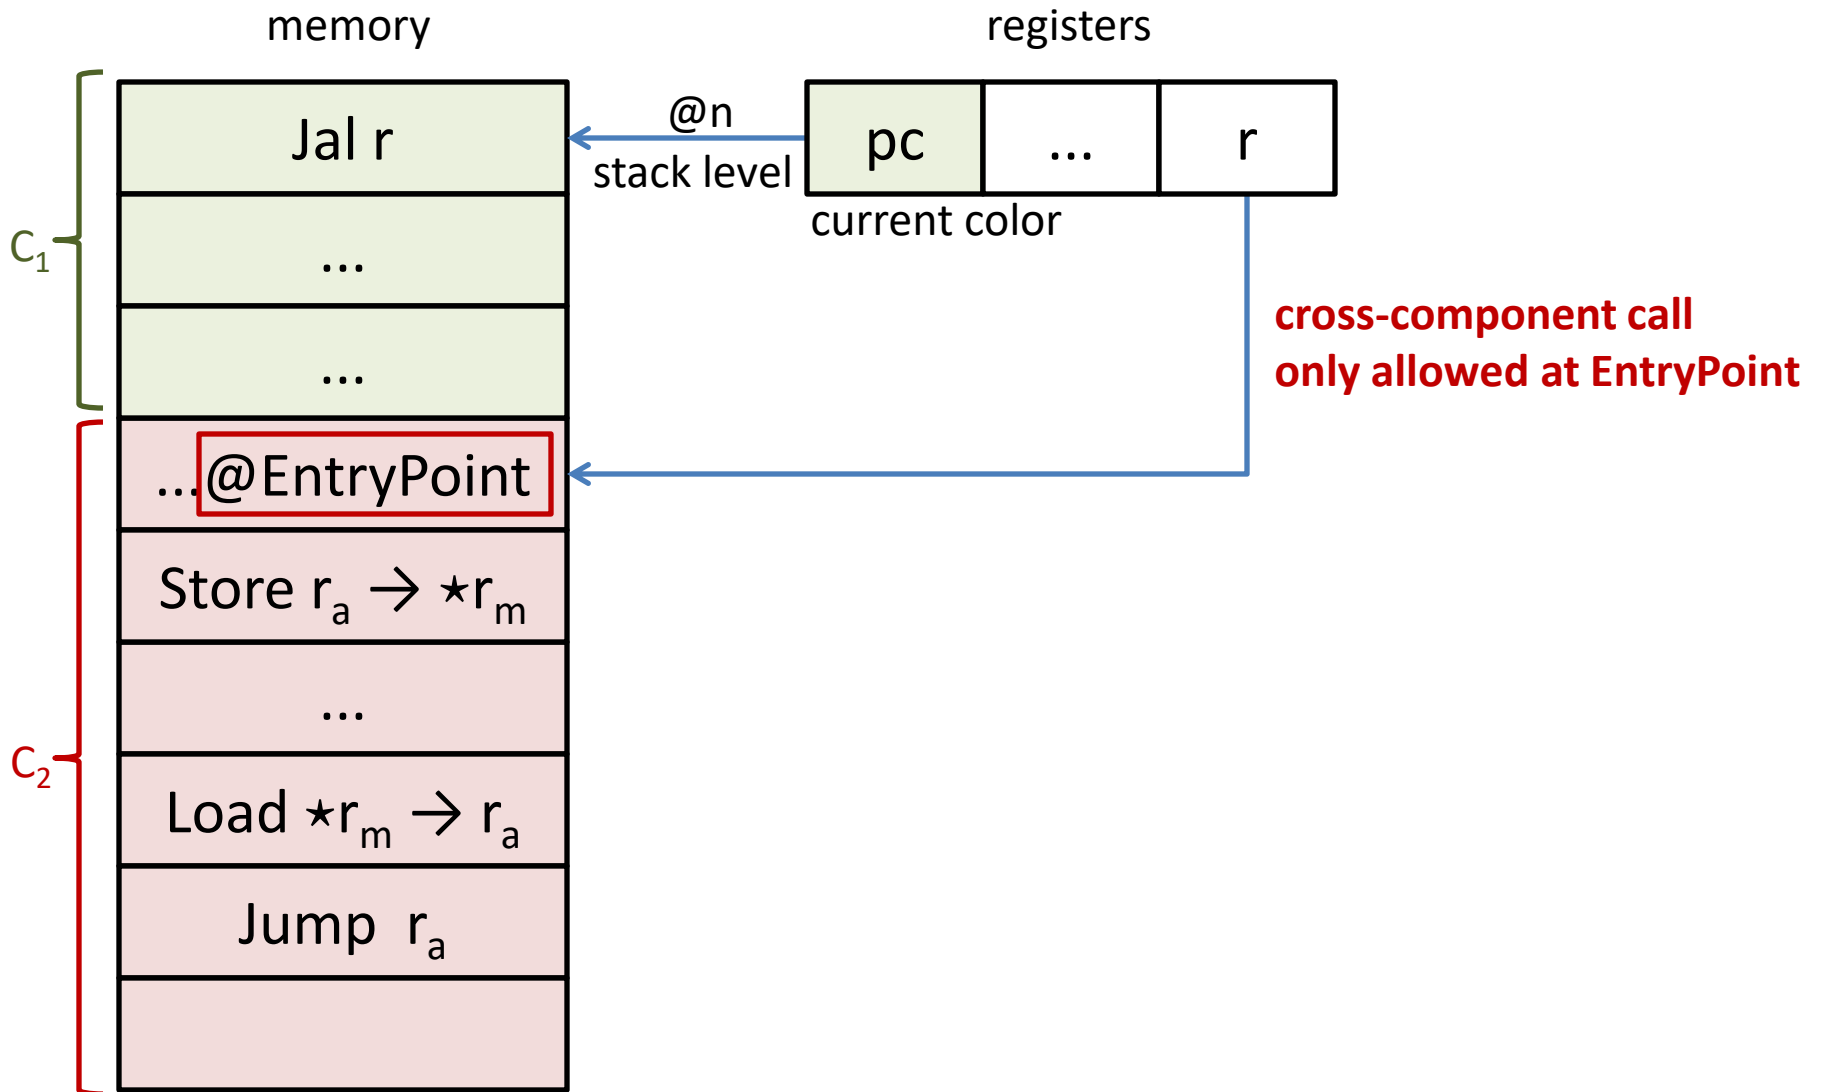 memory
registers
Jal r
@n
stack level
pc
...
r
current color
C₁
...
...
cross-component call
only allowed at EntryPoint
...@EntryPoint
Store rₐ → ⋆rₘ
...
C₂
Load ⋆rₘ → rₐ
Jump rₐ